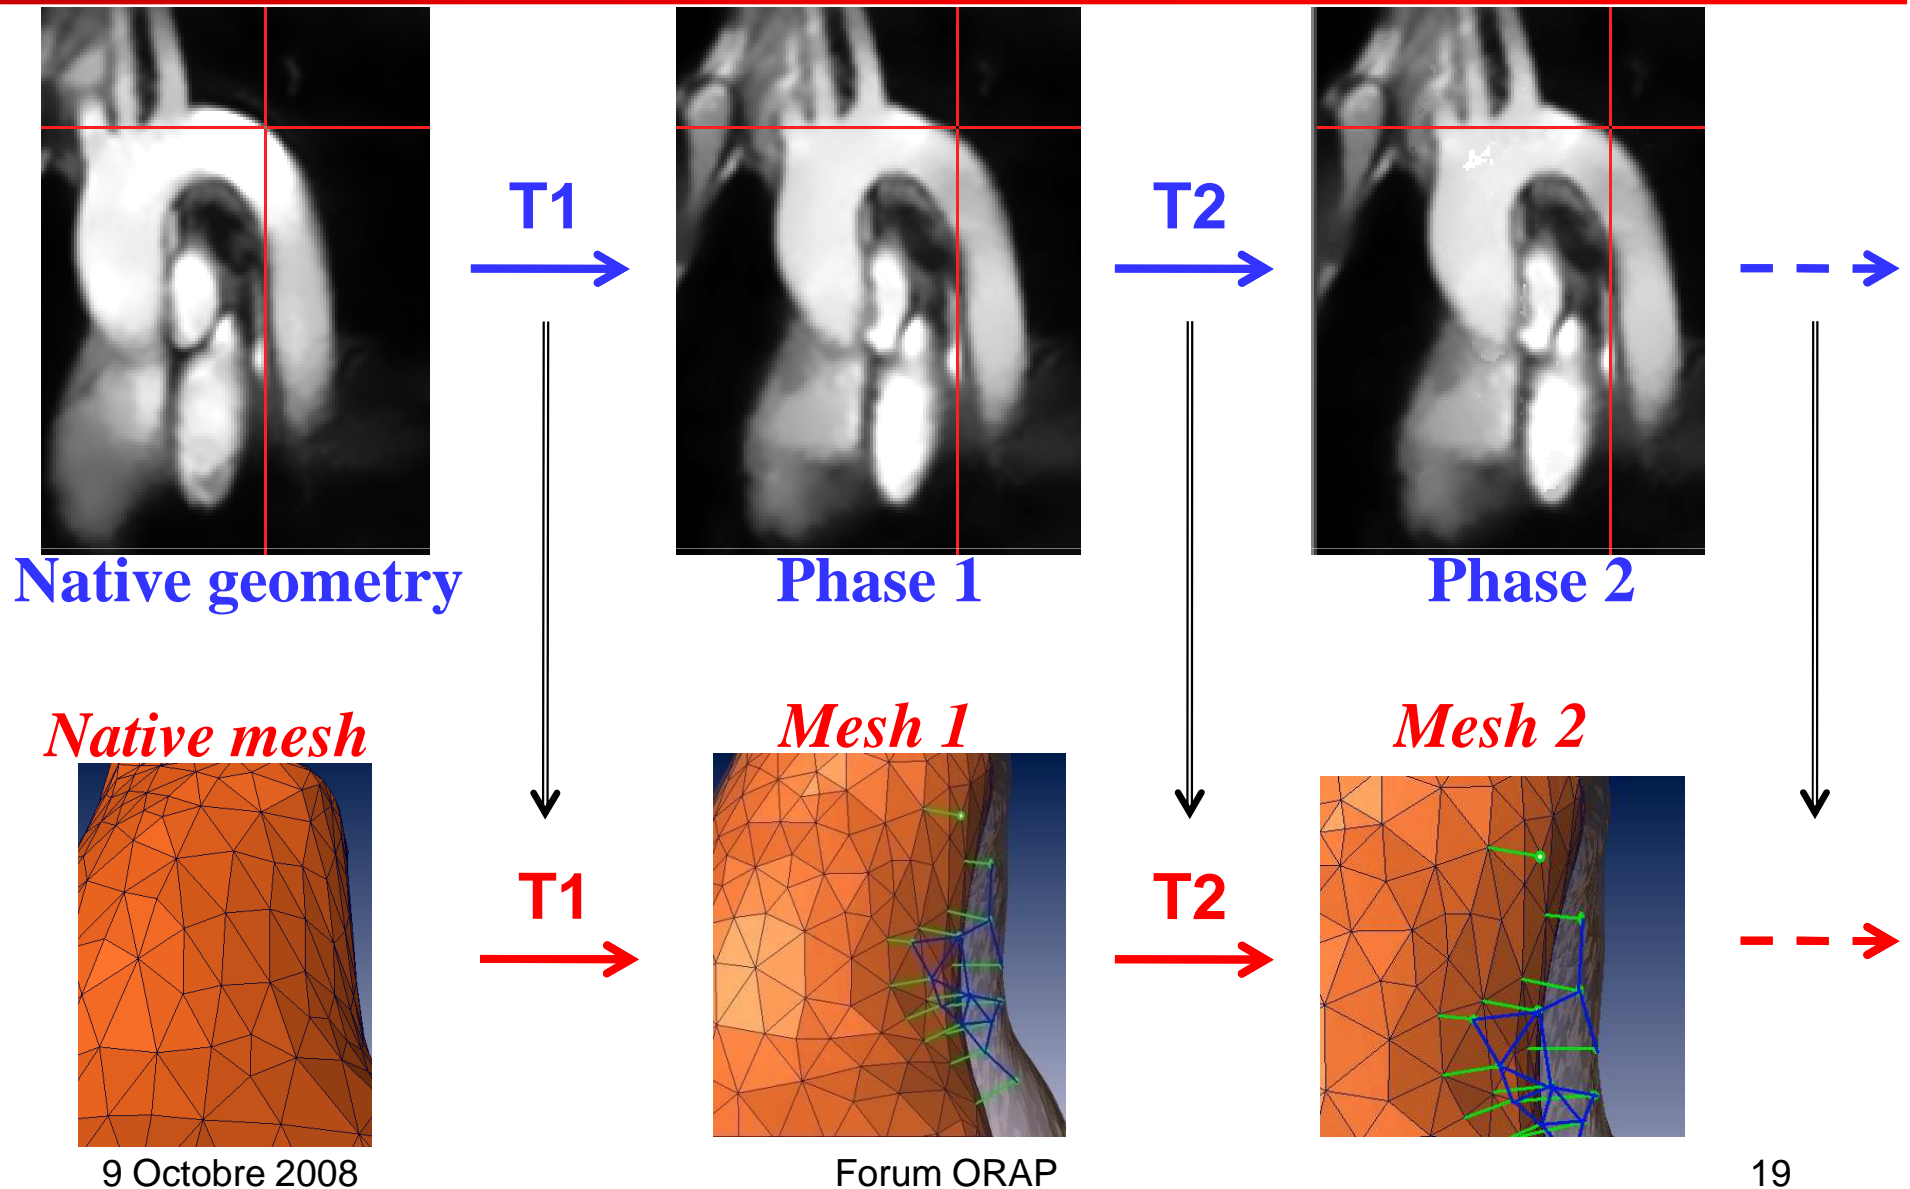 T1
T2
Native geometry
Phase 1
Phase 2
Native mesh
Mesh 1
Mesh 2
T1
T2
9 Octobre 2008
Forum ORAP
19